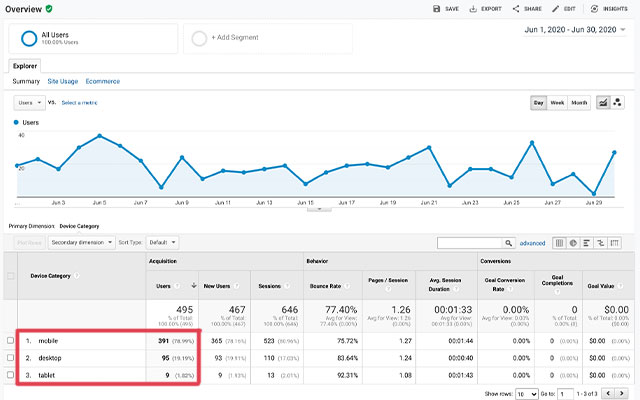 Overview
SAVE EXPORT SHARE EDIT INSIGHTS
All Users
100.00% Users
+ Add Segment
Jun 1, 2020 - Jun 30, 2020
Explorer
Summary Site Usage Ecommerce
Users VS. Select a metric
Day Week Month
Users
40
20
... Jun 3 Jun 5 Jun 7 Jun 9 Jun 11 Jun 13 Jun 15 Jun 17 Jun 19 Jun 21 Jun 23 Jun 25 Jun 27 Jun 29
Primary Dimension: Device Category
Plot Rows Secondary dimension Sort Type: Default advanced
Device Category Acquisition Behavior Conversions
Users New Users Sessions Bounce Rate Pages / Session Avg. Session Duration Goal Conversion Rate Goal Completions Goal Value
495 467 646 77.40% 1.26 00:01:33 0.00% 0 $0.00
% of Total: 100.00% (495) % of Total: 100.00% (467) % of Total: 100.00% (646) Avg for View: 77.40% (0.00%) Avg for View: 1.26 (0.00%) Avg for View: 00:01:33 (0.00%) Avg for View: 0.00% (0.00%) % of Total: 0.00% (0) % of Total: 0.00% ($0.00)
1. mobile 391 (78.99%) 365 (78.16%) 523 (80.96%) 75.72% 1.27 00:01:44 0.00% 0 (0.00%) $0.00 (0.00%)
2. desktop 95 (19.19%) 93 (19.91%) 110 (17.03%) 83.64% 1.24 00:00:40 0.00% 0 (0.00%) $0.00 (0.00%)
3. tablet 9 (1.82%) 9 (1.93%) 13 (2.01%) 92.31% 1.08 00:01:43 0.00% 0 (0.00%) $0.00 (0.00%)
Show rows: 10 Go to: 1 1 - 3 of 3